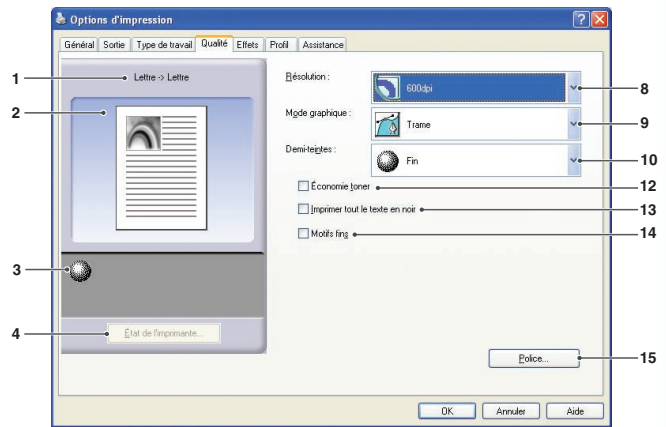 Options d'impression
Général Sortie Type de travail Qualité Effets Profil Assistance
1
Lettre -> Lettre
2
3
4
État de l'imprimante...
Résolution :
600dpi
8
Mode graphique :
Trame
9
Demi-teintes :
Fin
10
Économie toner
12
Imprimer tout le texte en noir
13
Motifs fins
14
Police...
15
OK Annuler Aide